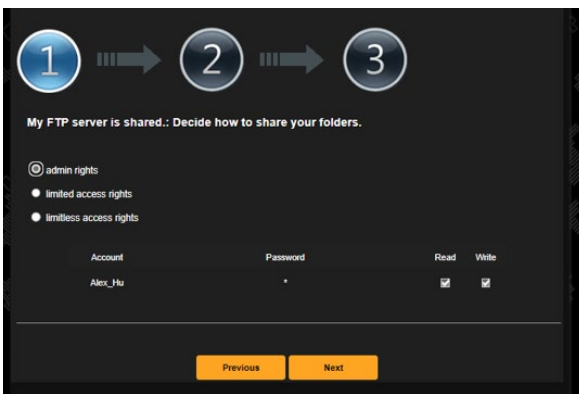 1 2 3
My FTP server is shared.: Decide how to share your folders.
admin rights
limited access rights
limitless access rights
Account Password Read Write
Alex_Hu *
Previous Next